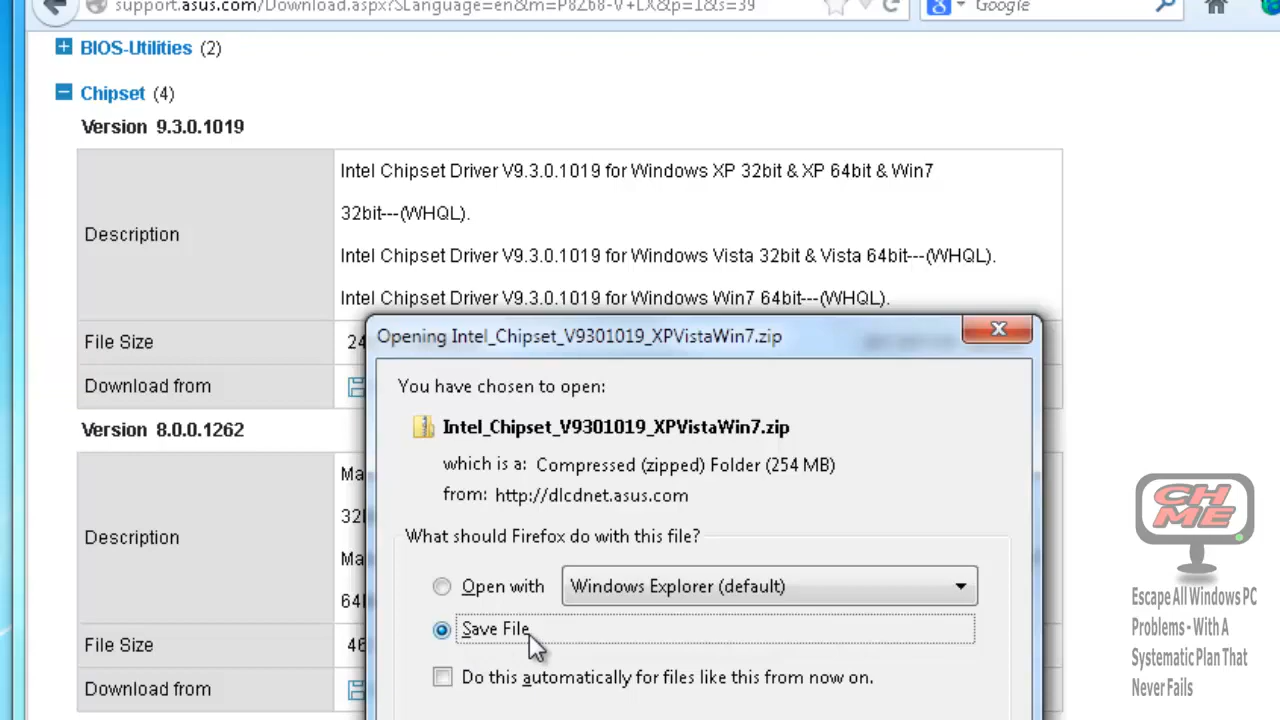 support.asus.com/Download.aspx?SLanguage=en&m=P8Z68-V+LX&p=1&s=39
Google
BIOS-Utilities (2)
Chipset (4)
Version 9.3.0.1019
Description
Intel Chipset Driver V9.3.0.1019 for Windows XP 32bit & XP 64bit & Win7
32bit---(WHQL).
Intel Chipset Driver V9.3.0.1019 for Windows Vista 32bit & Vista 64bit---(WHQL).
Intel Chipset Driver V9.3.0.1019 for Windows Win7 64bit---(WHQL).
File Size
24
Download from
Version 8.0.0.1262
Description
Ma
32
Ma
64
File Size
46
Download from
Opening Intel_Chipset_V9301019_XPVistaWin7.zip
You have chosen to open:
Intel_Chipset_V9301019_XPVistaWin7.zip
which is a: Compressed (zipped) Folder (254 MB)
from: http://dlcdnet.asus.com
What should Firefox do with this file?
Open with Windows Explorer (default)
Save File
Do this automatically for files like this from now on.
CH
ME
Escape All Windows PC
Problems - With A
Systematic Plan That
Never Fails